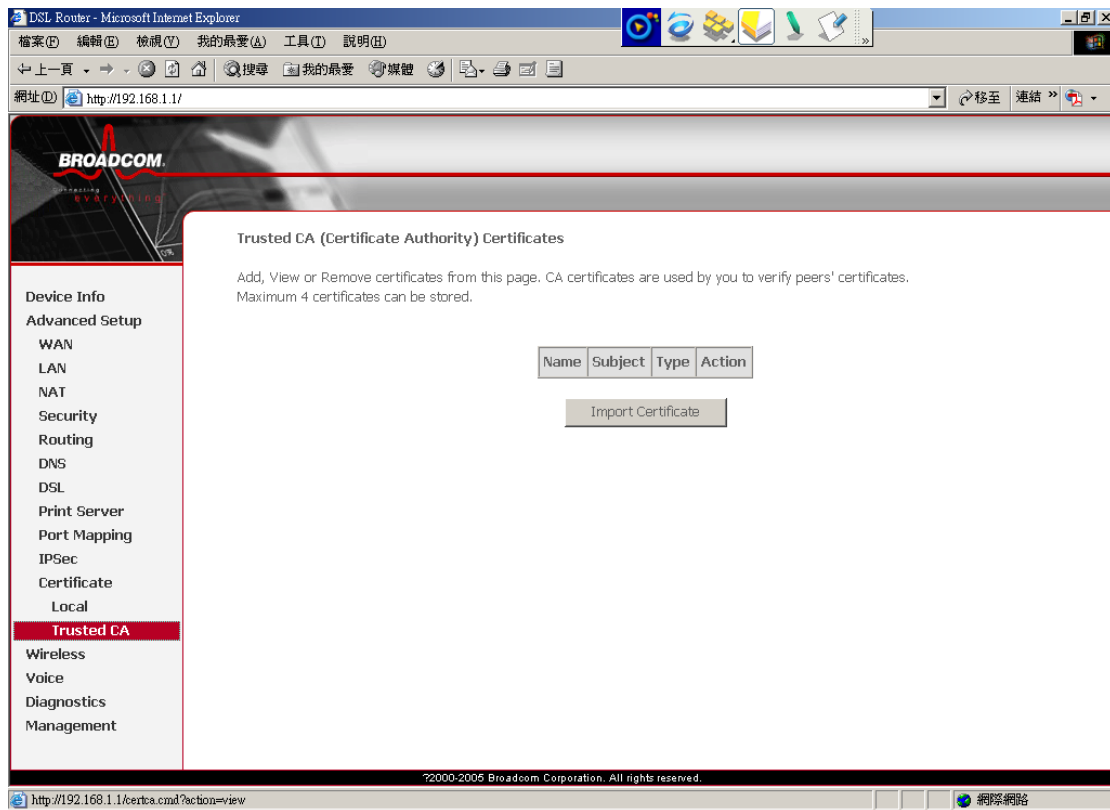 DSL Router - Microsoft Internet Explorer
檔案(F) 編輯(E) 檢視(V) 我的最愛(A) 工具(T) 說明(H)
上一頁 搜尋 我的最愛 媒體
網址(D) http://192.168.1.1/ 移至 連結 »
BROADCOM.
Connecting
everything
Trusted CA (Certificate Authority) Certificates
Add, View or Remove certificates from this page. CA certificates are used by you to verify peers' certificates.
Maximum 4 certificates can be stored.
Name Subject Type Action
Import Certificate
Device Info
Advanced Setup
WAN
LAN
NAT
Security
Routing
DNS
DSL
Print Server
Port Mapping
IPSec
Certificate
Local
Trusted CA
Wireless
Voice
Diagnostics
Management
?2000-2005 Broadcom Corporation. All rights reserved.
http://192.168.1.1/certca.cmd?action=view 網際網路